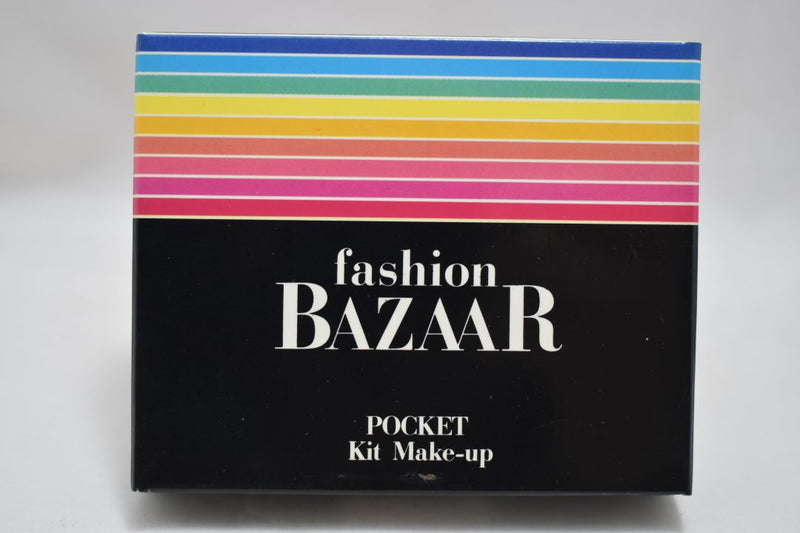 fashion
BAZAAR
POCKET
Kit Make-up